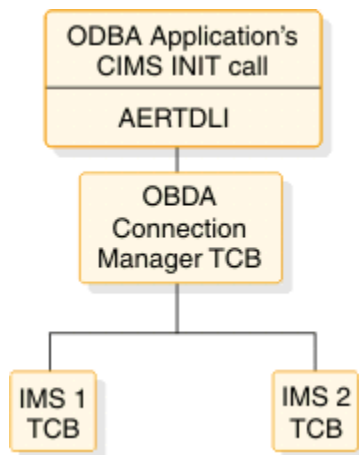 ODBA Application's
CIMS INIT call
AERTDLI
OBDA
Connection
Manager TCB
IMS 1
TCB
IMS 2
TCB